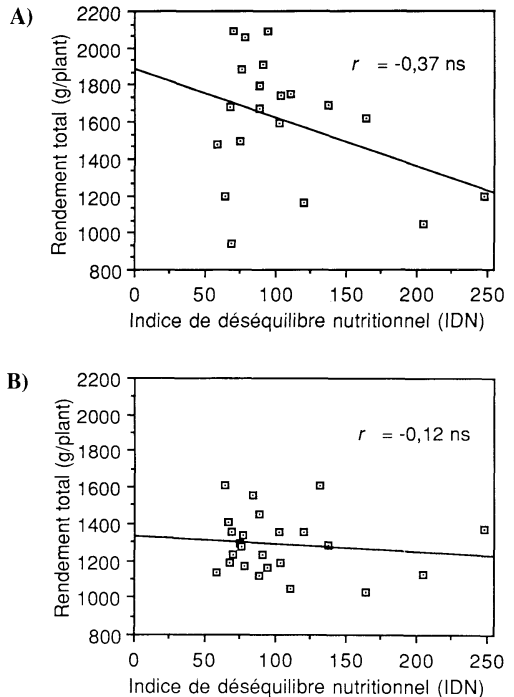 A)
Rendement total (g/plant)
2200
2000
1800
1600
1400
1200
1000
800
r = -0,37 ns
0 50 100 150 200 250
Indice de déséquilibre nutritionnel (IDN)
B)
Rendement total (g/plant)
2200
2000
1600
1400
1200
1000
800
r = -0,12 ns
0 50 100 150 200 250
Indice de déséquilibre nutritionnel (IDN)